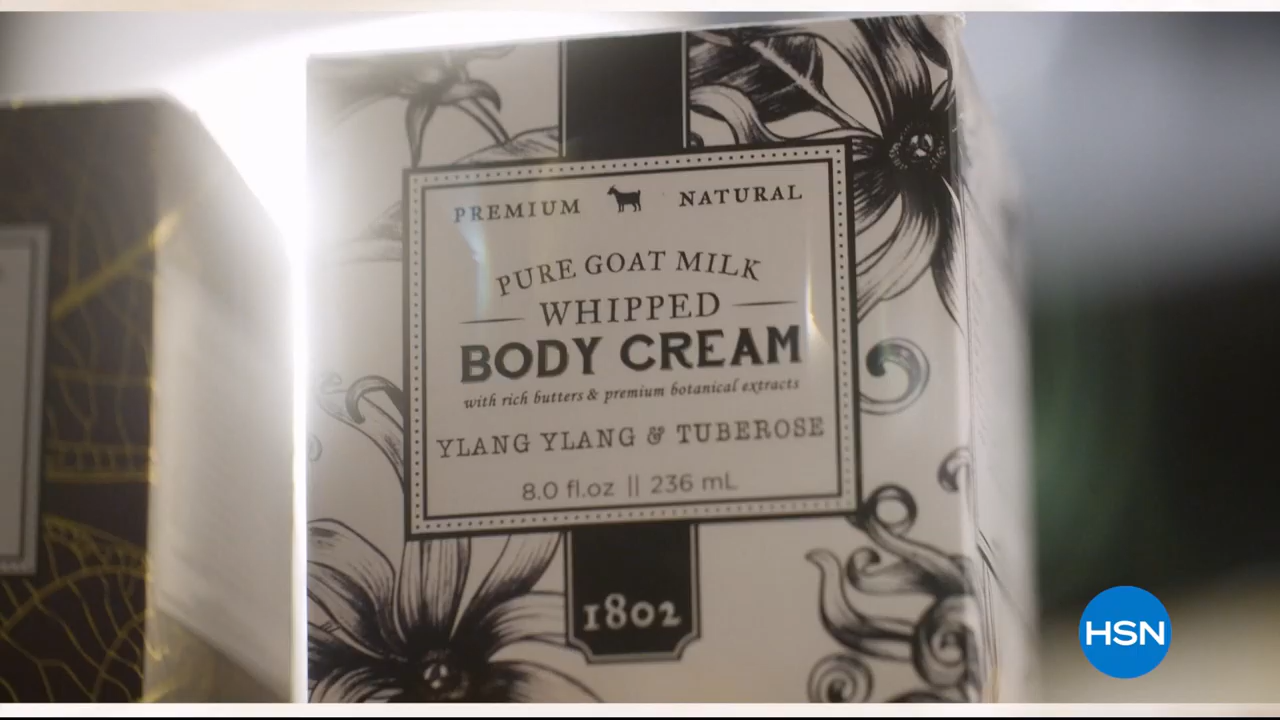 PREMIUM NATURAL
PURE GOAT MILK
WHIPPED
BODY CREAM
with rich butters & premium botanical extracts
YLANG YLANG & TUBEROSE
8.0 fl.oz || 236 mL
1802
HSN